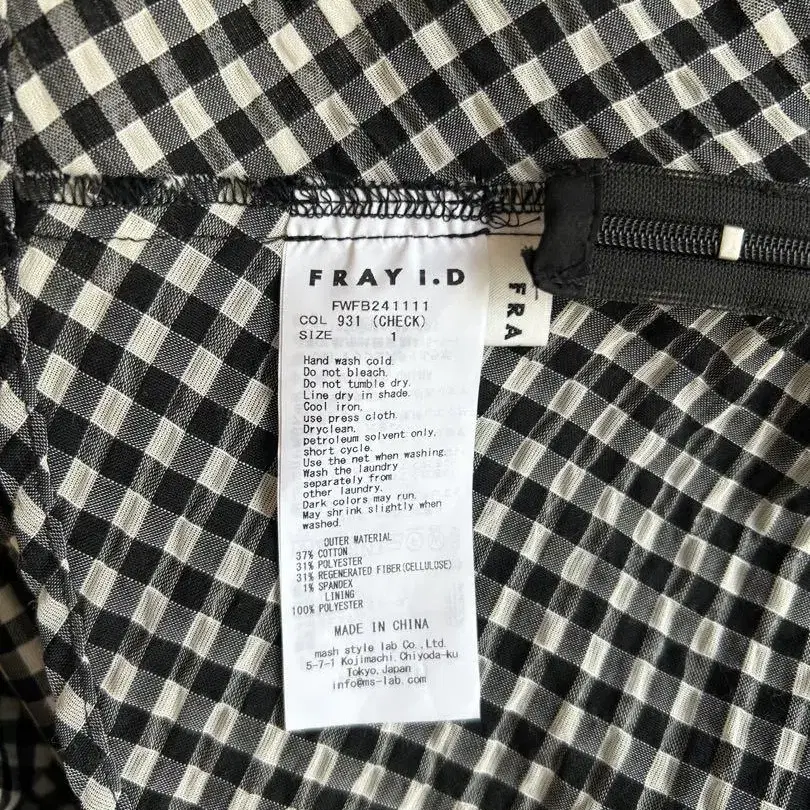 FRAY I.D
FWFB241111
COL 931 (CHECK)
SIZE 1
Hand wash cold.
Do not bleach.
Do not tumble dry.
Line dry in shade.
Cool iron.
use press cloth.
Dryclean.
petroleum solvent only.
short cycle.
Use the net when washing.
Wash the laundry
separately from
other laundry.
Dark colors may run.
May shrink slightly when
washed.
OUTER MATERIAL
37% COTTON
31% POLYESTER
31% REGENERATED FIBER(CELLULOSE)
1% SPANDEX
LINING
100% POLYESTER
MADE IN CHINA
mash style lab Co.,Ltd.
5-7-1 Kojimachi.Chiyoda-ku
Tokyo.Japan
info@ms-lab.com
FRA